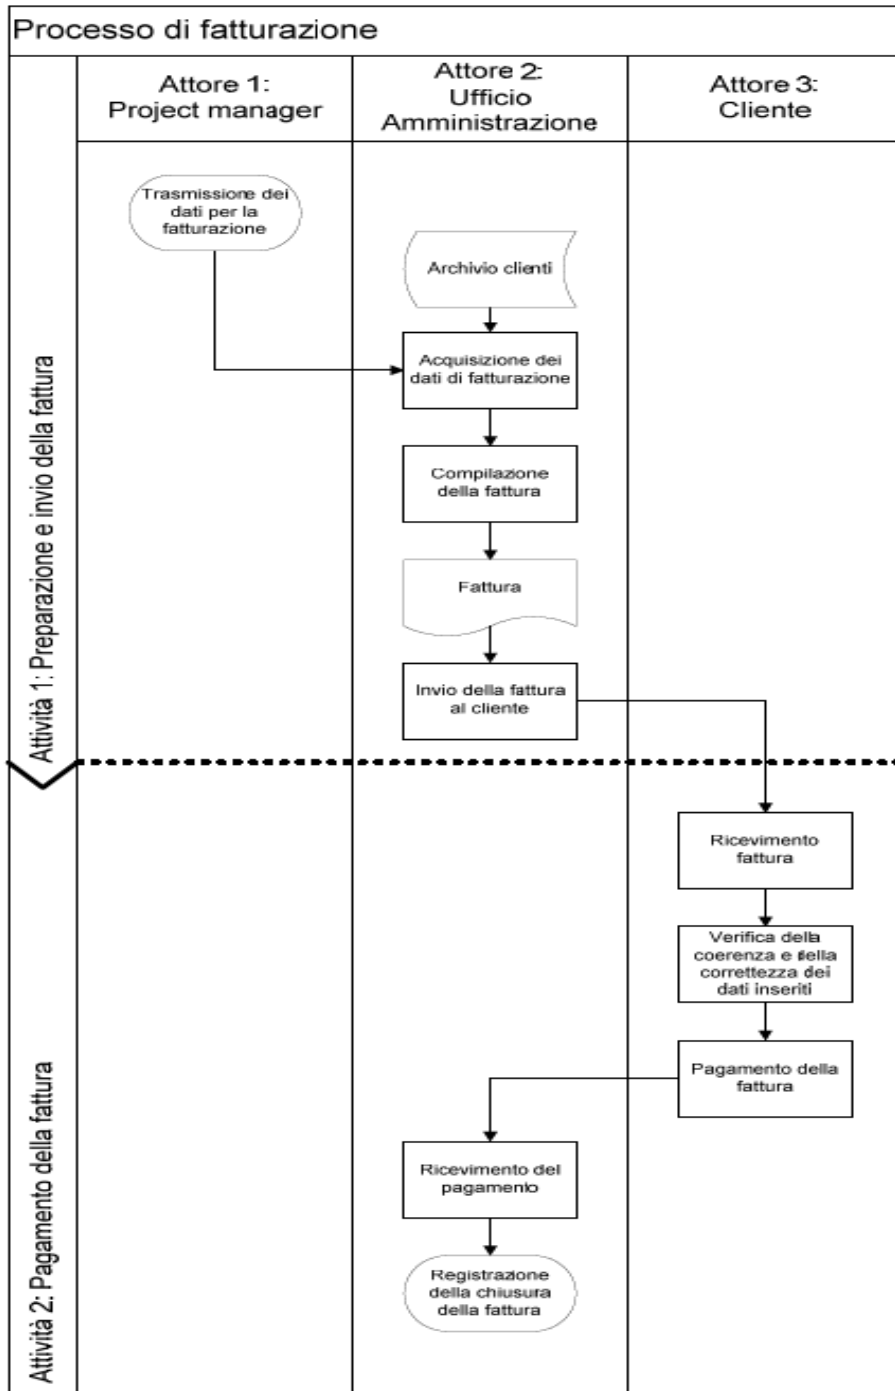 Processo di fatturazione
Attore 1:
Project manager
Attore 2:
Ufficio
Amministrazione
Attore 3:
Cliente
Attività 1: Preparazione e invio della fattura
Trasmissione dei
dati per la
fatturazione
Archivio clienti
Acquisizione dei
dati di fatturazione
Compilazione
della fattura
Fattura
Invio della fattura
al cliente
Attività 2: Pagamento della fattura
Ricevimento
fattura
Verifica della
coerenza e della
correttezza dei
dati inseriti
Pagamento della
fattura
Ricevimento del
pagamento
Registrazione
della chiusura
della fattura